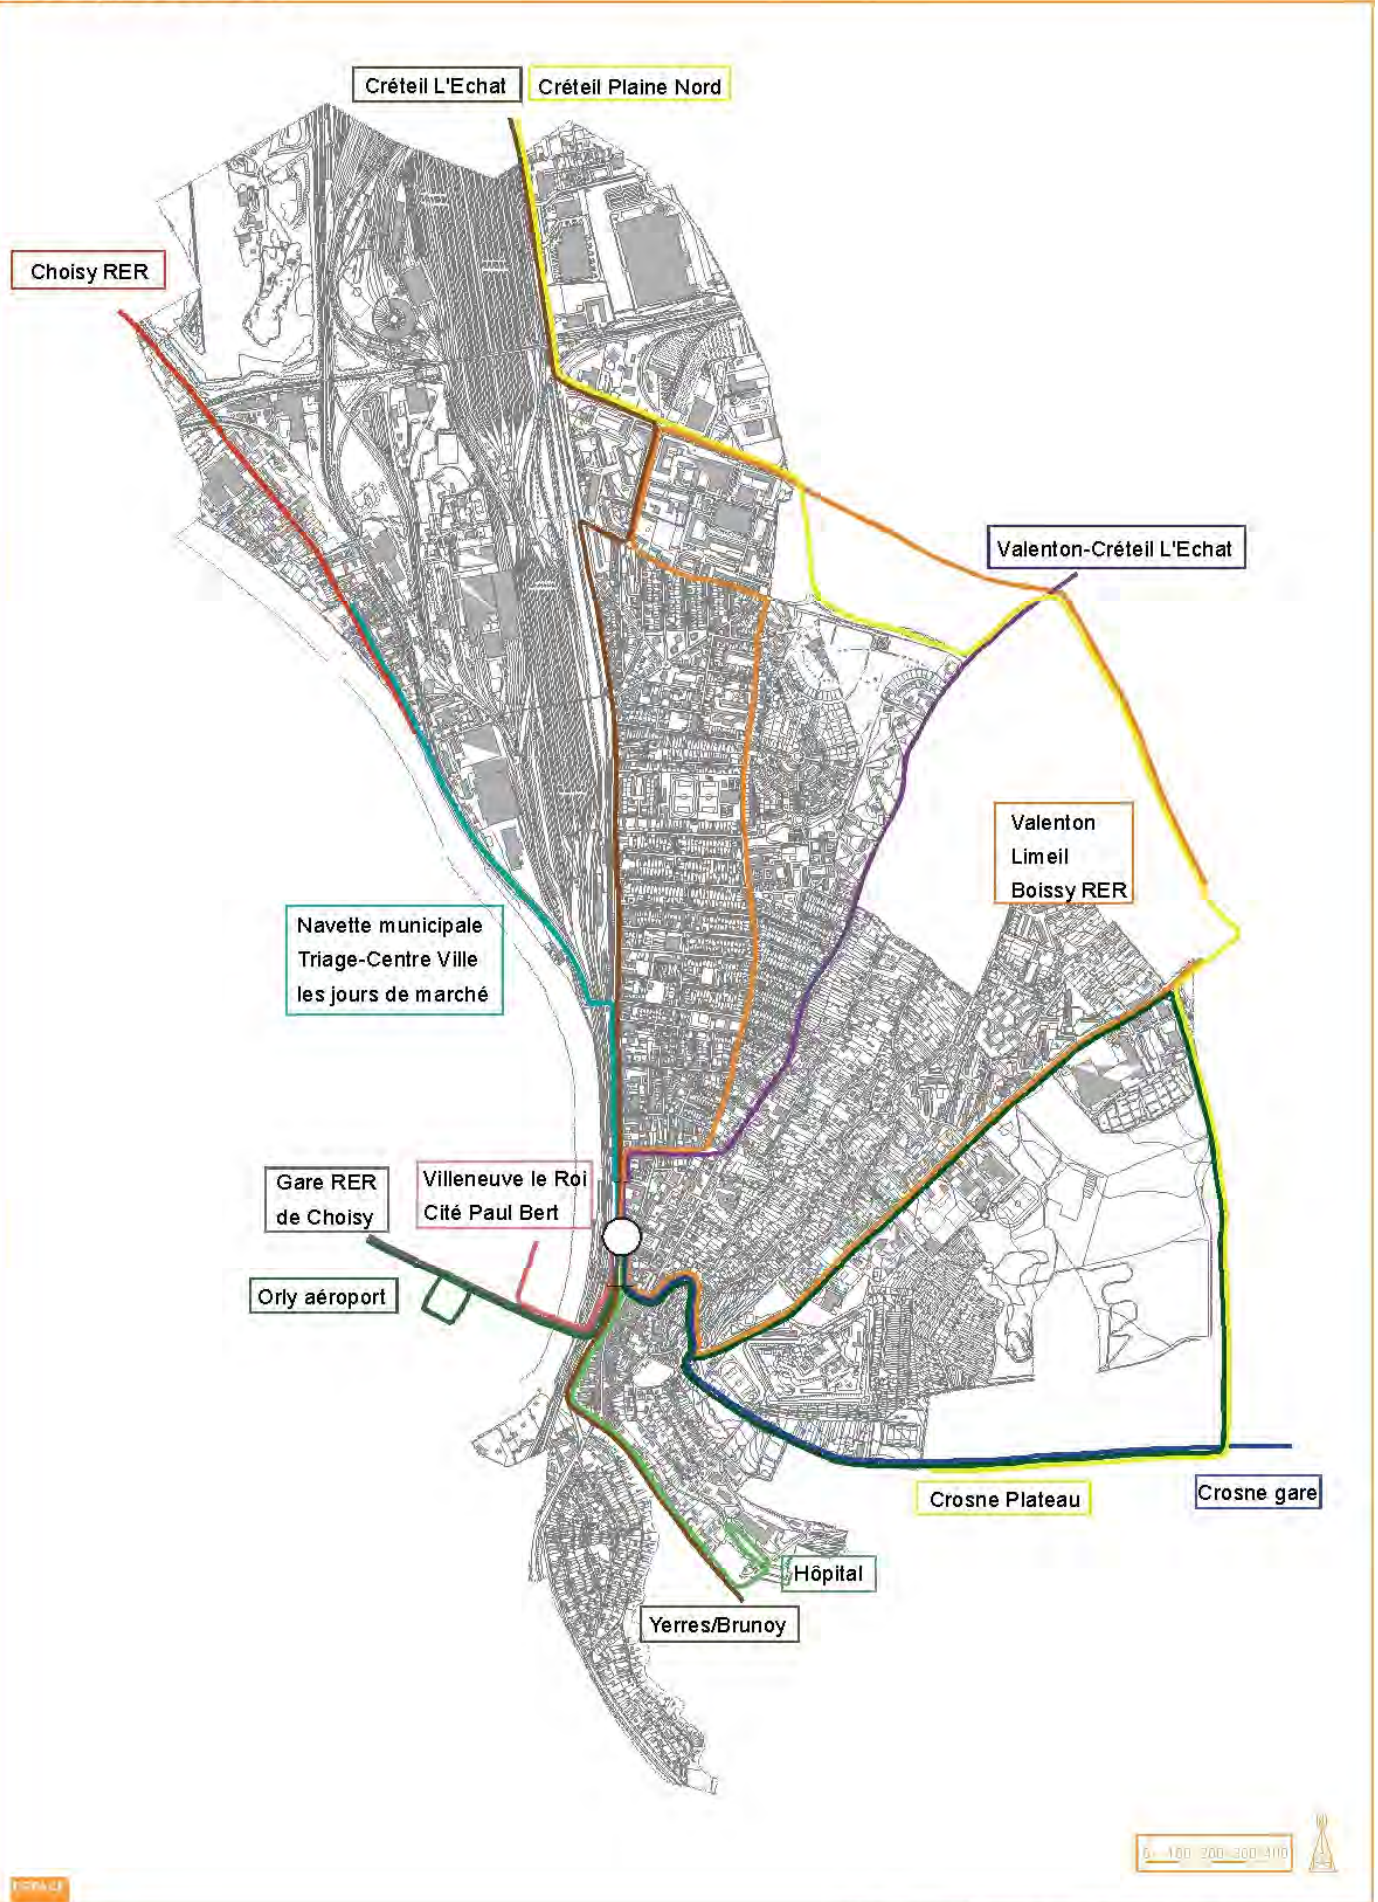 Créteil L'Echat
Créteil Plaine Nord
Choisy RER
Valenton-Créteil L'Echat
Valenton
Limeil
Boissy RER
Navette municipale
Triage-Centre Ville
les jours de marché
Gare RER
de Choisy
Villeneuve le Roi
Cité Paul Bert
Orly aéroport
Crosne Plateau
Crosne gare
Hôpital
Yerres/Brunoy